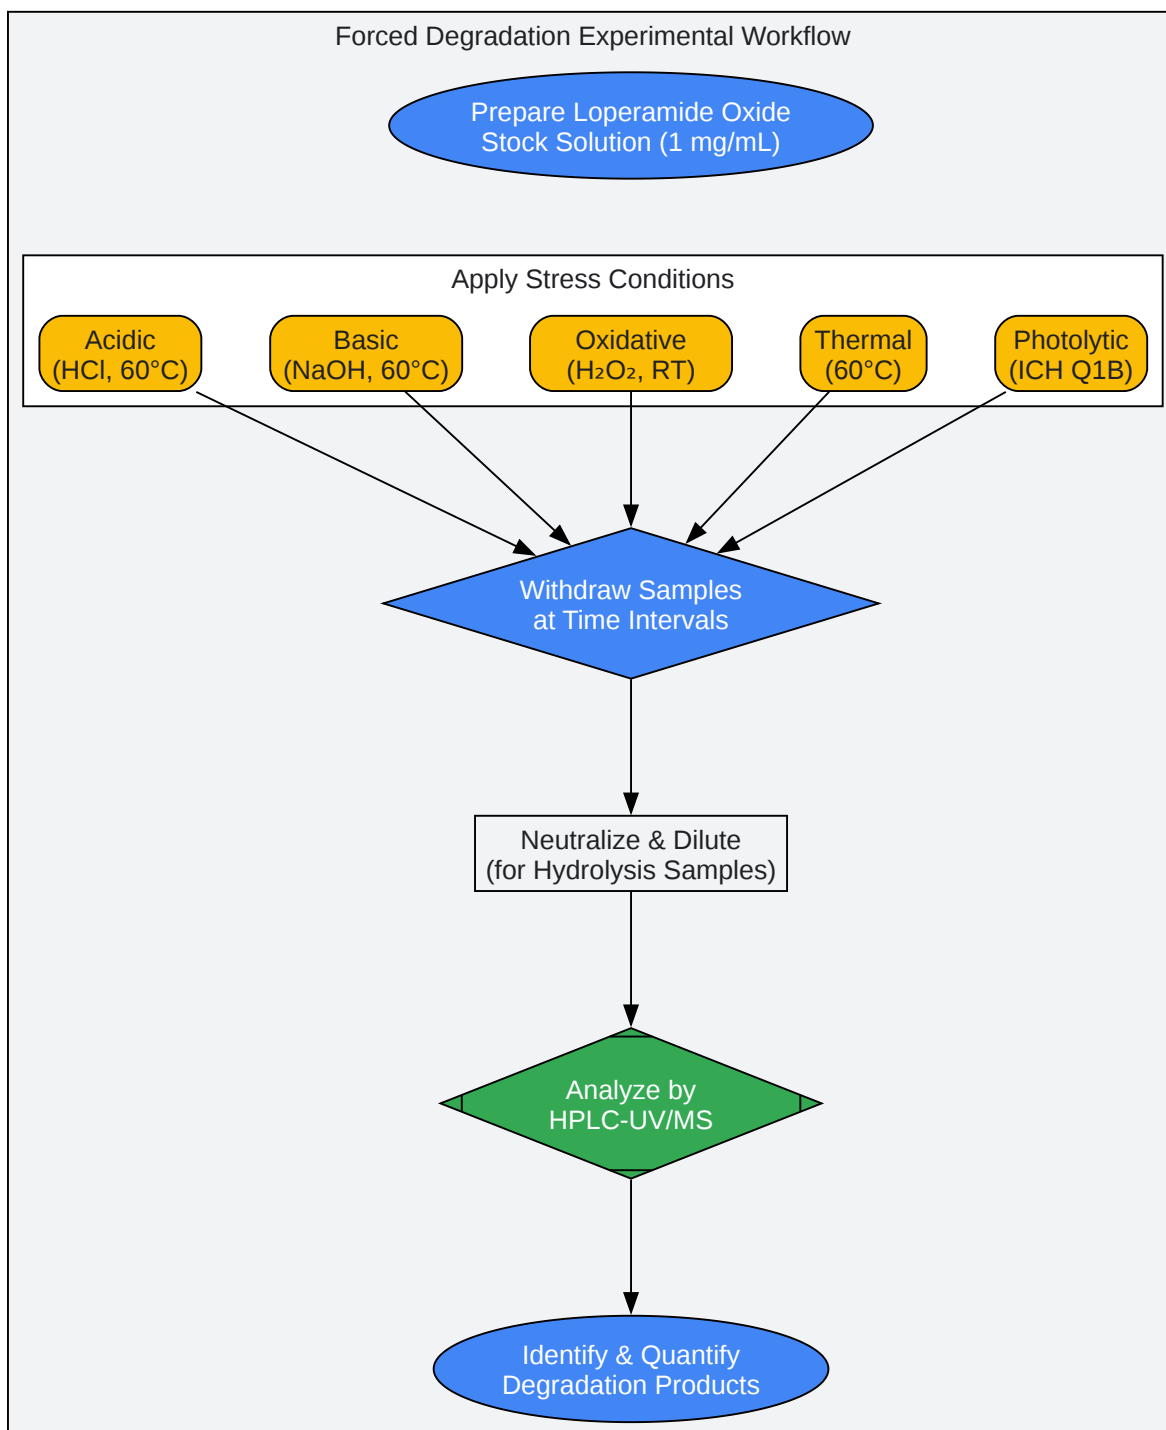 Forced Degradation Experimental Workflow
Prepare Loperamide Oxide
Stock Solution (1 mg/mL)
Apply Stress Conditions
Acidic
(HCl, 60°C)
Basic
(NaOH, 60°C)
Oxidative
(H₂O₂, RT)
Thermal
(60°C)
Photolytic
(ICH Q1B)
Withdraw Samples
at Time Intervals
Neutralize & Dilute
(for Hydrolysis Samples)
Analyze by
HPLC-UV/MS
Identify & Quantify
Degradation Products